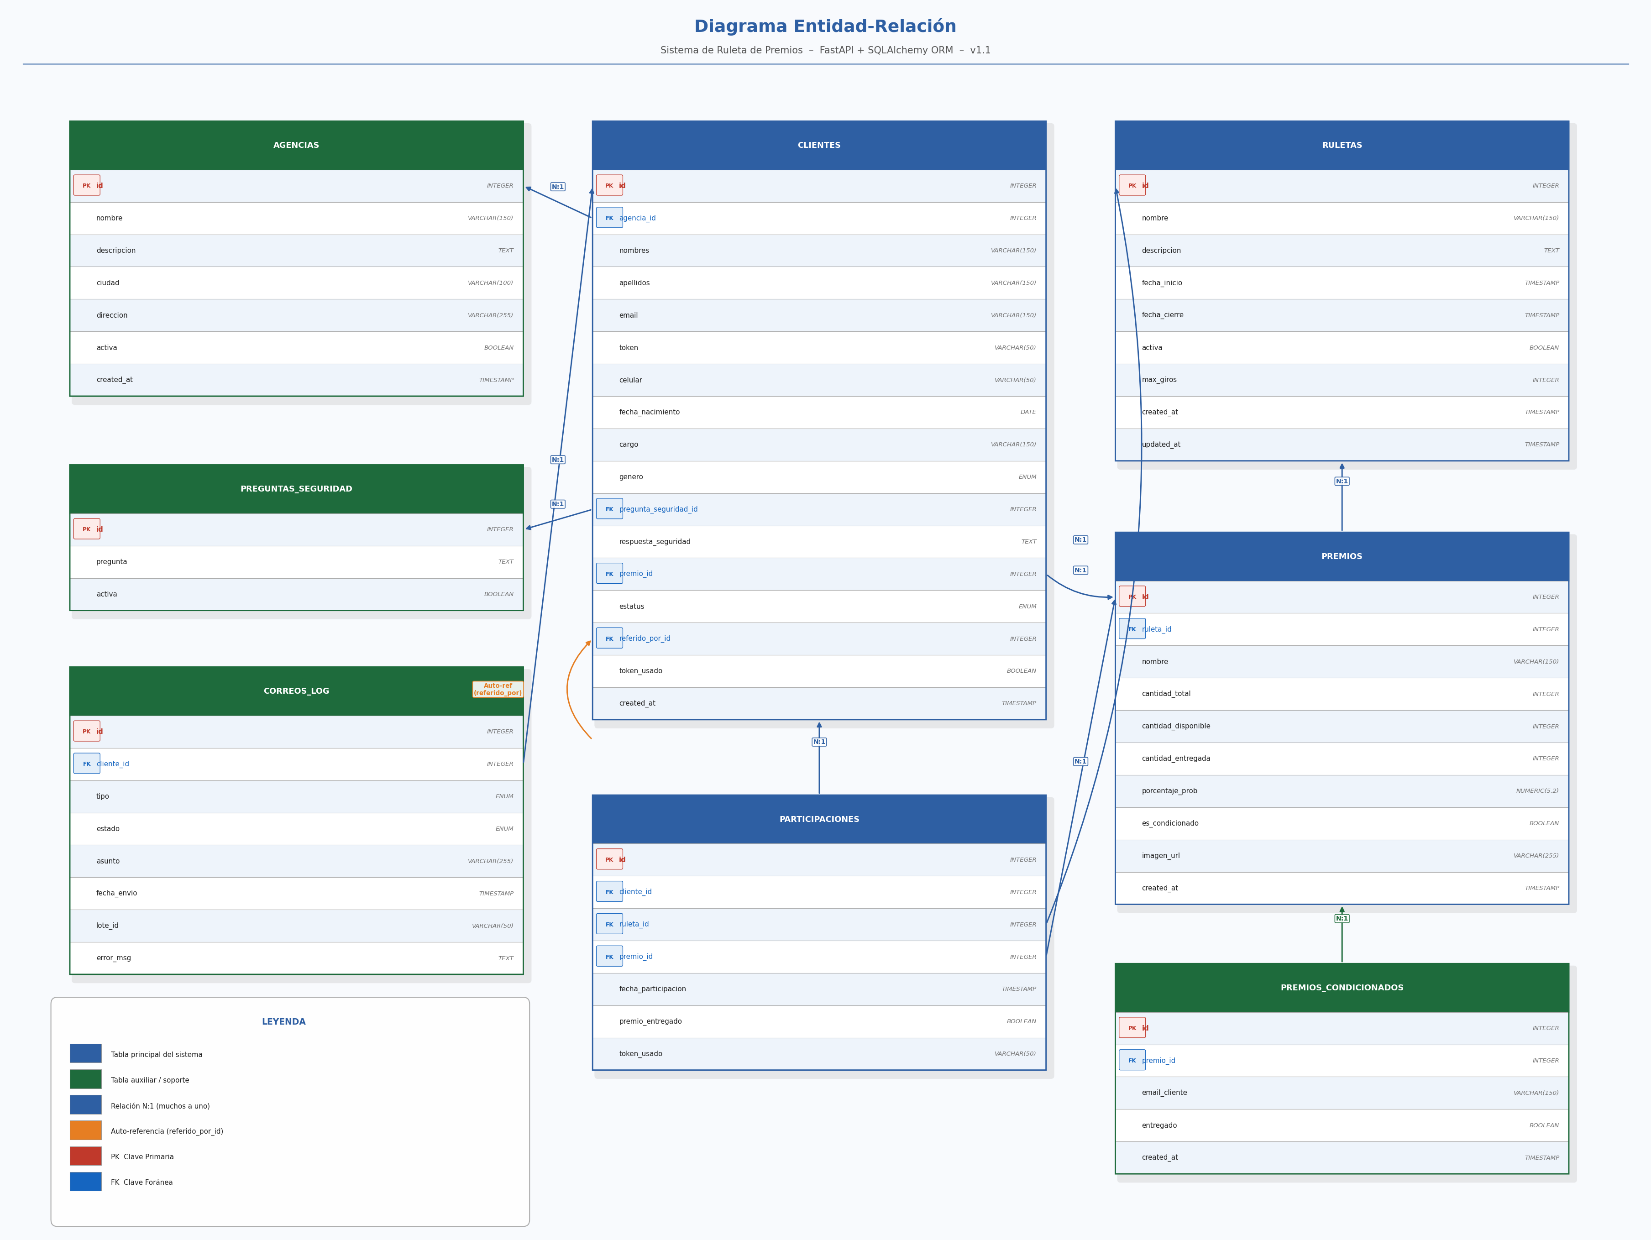 Diagrama Entidad-Relación
Sistema de Ruleta de Premios – FastAPI + SQLAlchemy ORM – v1.1
AGENCIAS
PK id INTEGER
nombre VARCHAR(150)
descripcion TEXT
ciudad VARCHAR(100)
direccion VARCHAR(255)
activa BOOLEAN
created_at TIMESTAMP
PREGUNTAS_SEGURIDAD
PK id INTEGER
pregunta TEXT
activa BOOLEAN
CORREOS_LOG
Auto-ref
(referido_por)
PK id INTEGER
FK cliente_id INTEGER
tipo ENUM
estado ENUM
asunto VARCHAR(255)
fecha_envio TIMESTAMP
lote_id VARCHAR(50)
error_msg TEXT
N:1
N:1
N:1
CLIENTES
PK id INTEGER
FK agencia_id INTEGER
nombres VARCHAR(150)
apellidos VARCHAR(150)
email VARCHAR(150)
token VARCHAR(50)
celular VARCHAR(50)
fecha_nacimiento DATE
cargo VARCHAR(150)
genero ENUM
FK pregunta_seguridad_id INTEGER
respuesta_seguridad TEXT
FK premio_id INTEGER
estatus ENUM
FK referido_por_id INTEGER
token_usado BOOLEAN
created_at TIMESTAMP
N:1
PARTICIPACIONES
PK id INTEGER
FK cliente_id INTEGER
FK ruleta_id INTEGER
FK premio_id INTEGER
fecha_participacion TIMESTAMP
premio_entregado BOOLEAN
token_usado VARCHAR(50)
N:1
N:1
N:1
RULETAS
PK id INTEGER
nombre VARCHAR(150)
descripcion TEXT
fecha_inicio TIMESTAMP
fecha_cierre TIMESTAMP
activa BOOLEAN
max_giros INTEGER
created_at TIMESTAMP
updated_at TIMESTAMP
N:1
PREMIOS
PK id INTEGER
FK ruleta_id INTEGER
nombre VARCHAR(150)
cantidad_total INTEGER
cantidad_disponible INTEGER
cantidad_entregada INTEGER
porcentaje_prob NUMERIC(5,2)
es_condicionado BOOLEAN
imagen_url VARCHAR(255)
created_at TIMESTAMP
N:1
PREMIOS_CONDICIONADOS
PK id INTEGER
FK premio_id INTEGER
email_cliente VARCHAR(150)
entregado BOOLEAN
created_at TIMESTAMP
LEYENDA
Tabla principal del sistema
Tabla auxiliar / soporte
Relación N:1 (muchos a uno)
Auto-referencia (referido_por_id)
PK Clave Primaria
FK Clave Foránea